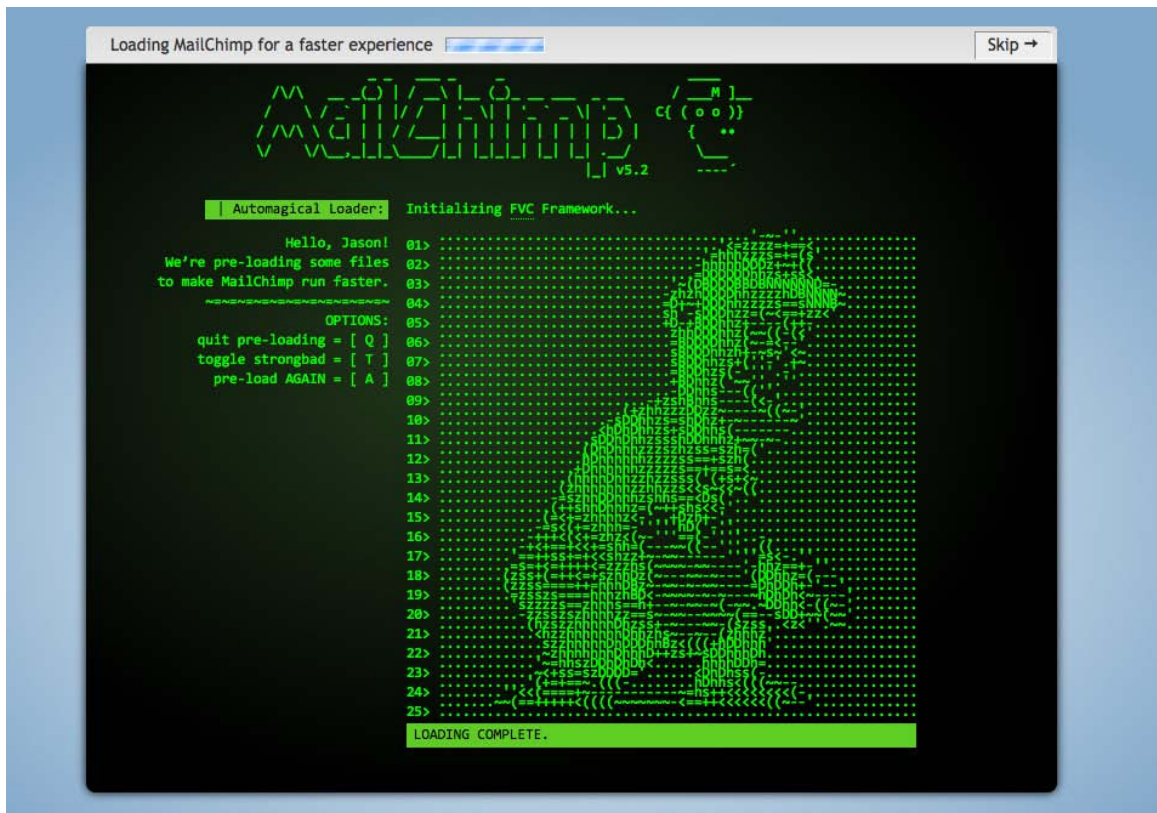 Loading MailChimp for a faster experience
Skip →
MailChimp
v5.2
| Automagical Loader:
Initializing FVC Framework...
Hello, Jason!
We're pre-loading some files
to make MailChimp run faster.
~=~=~=~=~=~=~=~=~=~=~=~
OPTIONS:
quit pre-loading = [ Q ]
toggle strongbad = [ T ]
pre-load AGAIN = [ A ]
01>
02>
03>
04>
05>
06>
07>
08>
09>
10>
11>
12>
13>
14>
15>
16>
17>
18>
19>
20>
21>
22>
23>
24>
25>
LOADING COMPLETE.